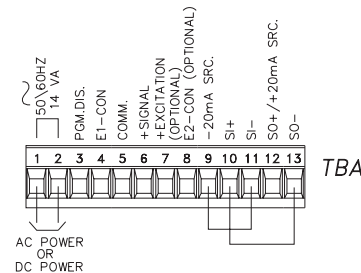 50\60HZ
14 VA
PGM.DIS.
E1-CON
COMM.
+SIGNAL
+EXCITATION
(OPTIONAL)
E2-CON (OPTIONAL)
-20mA SRC.
SI+
SI-
SO+/+20mA SRC.
SO-
1 2 3 4 5 6 7 8 9 10 11 12 13
TBA
AC POWER
OR
DC POWER